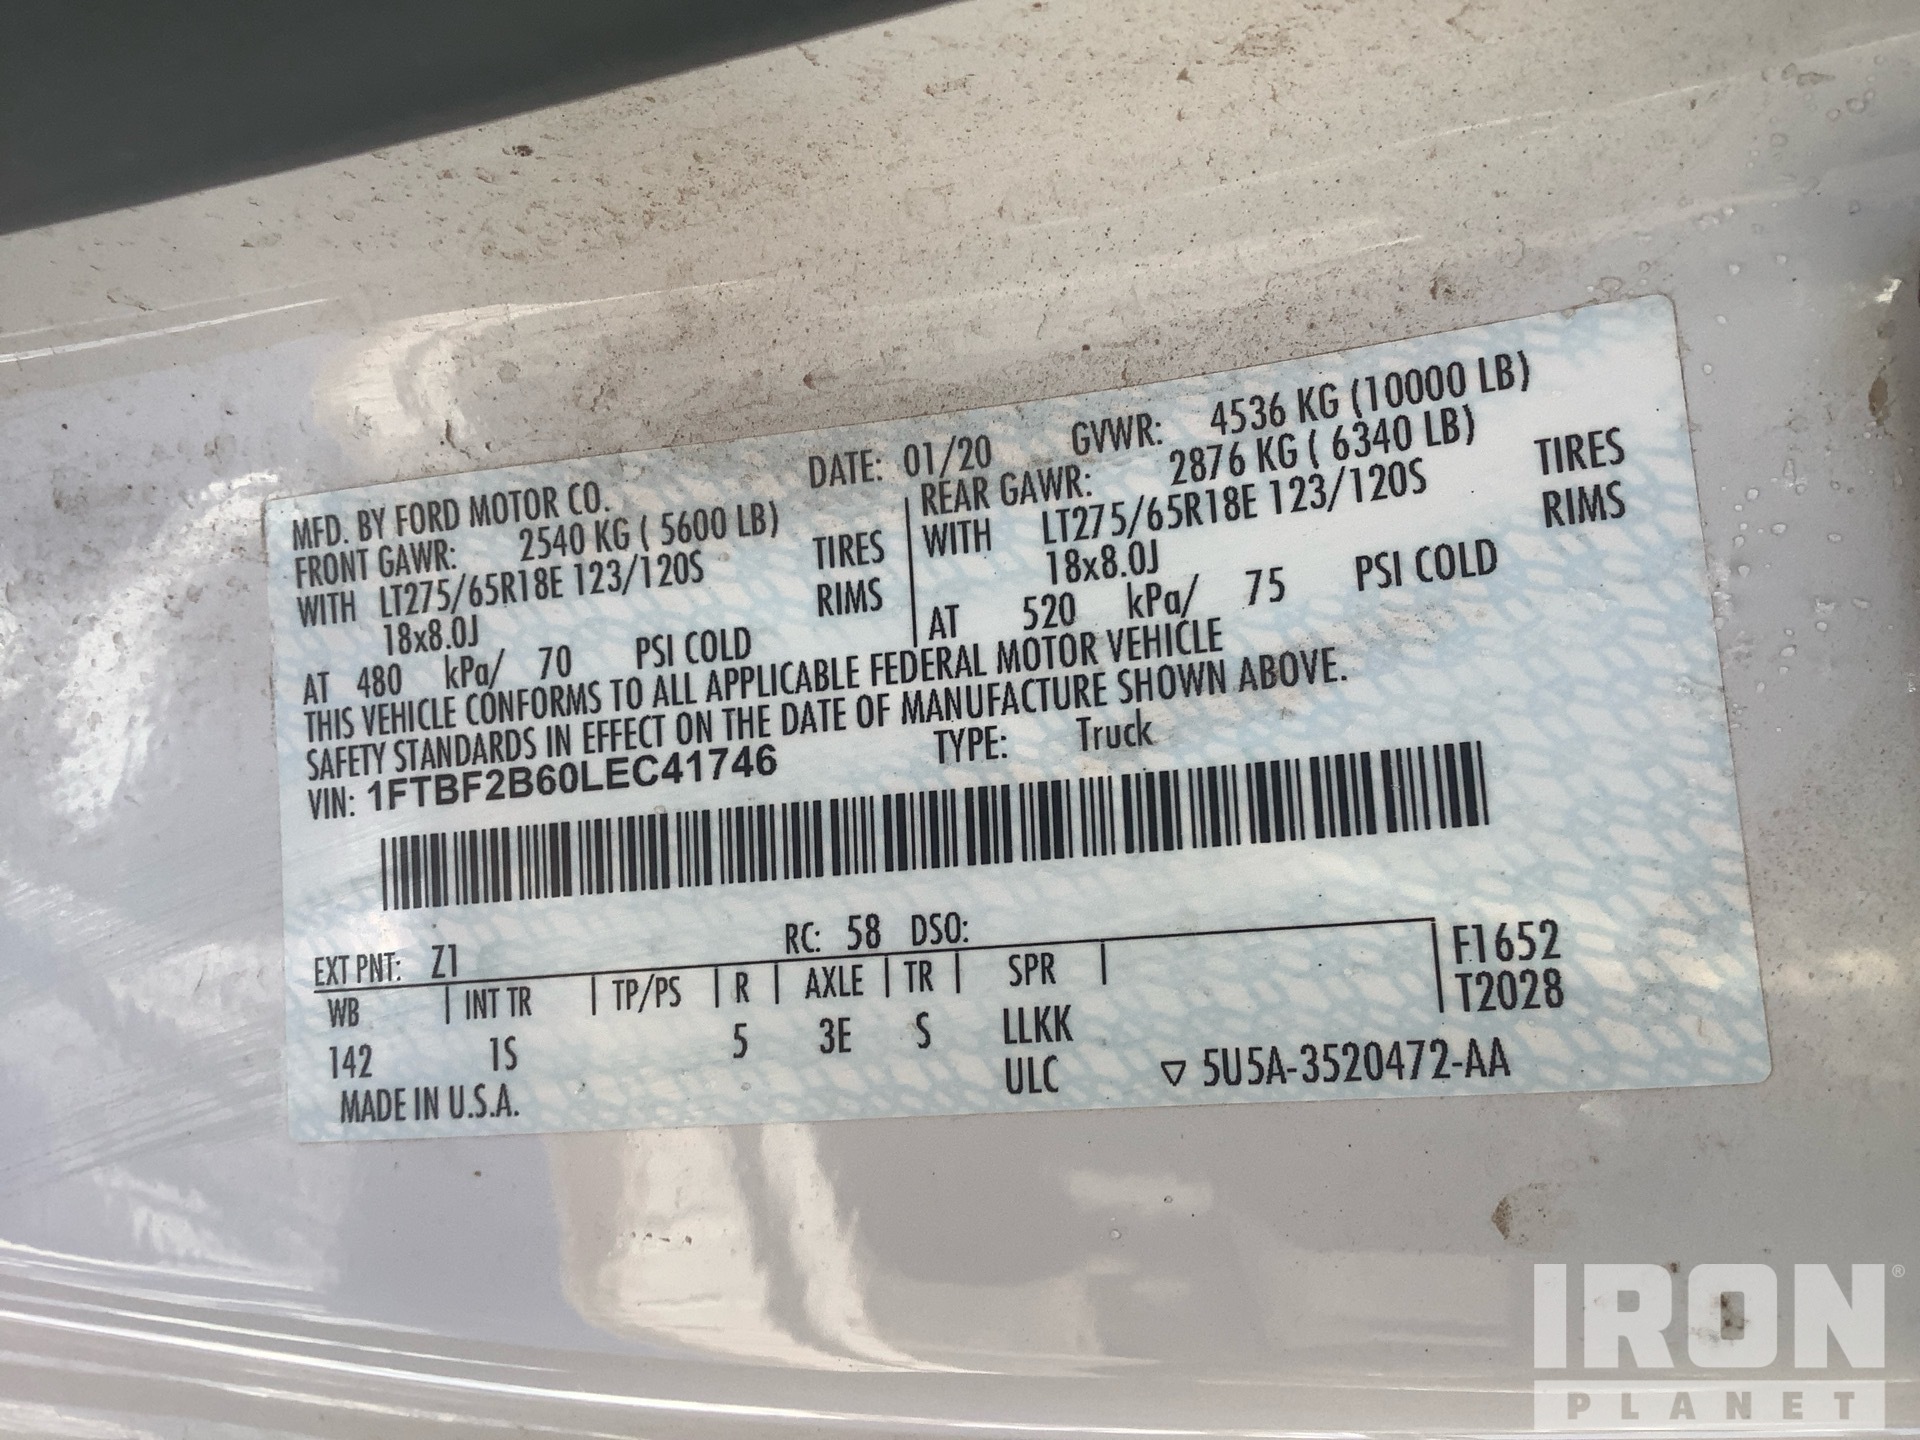 MFD. BY FORD MOTOR CO. DATE: 01/20 GVWR: 4536 KG (10000 LB)
FRONT GAWR: 2540 KG ( 5600 LB) REAR GAWR: 2876 KG ( 6340 LB)
WITH LT275/65R18E 123/120S TIRES WITH LT275/65R18E 123/120S TIRES
18x8.0J RIMS 18x8.0J RIMS
AT 480 kPa/ 70 PSI COLD AT 520 kPa/ 75 PSI COLD
THIS VEHICLE CONFORMS TO ALL APPLICABLE FEDERAL MOTOR VEHICLE
SAFETY STANDARDS IN EFFECT ON THE DATE OF MANUFACTURE SHOWN ABOVE.
VIN: 1FTBF2B60LEC41746 TYPE: Truck
EXT PNT: Z1 RC: 58 DSO:
WB INT TR TP/PS R AXLE TR SPR F1652
142 1S 5 3E S LLKK T2028
ULC ▽ 5U5A-3520472-AA
MADE IN U.S.A.
IRON®
PLANET